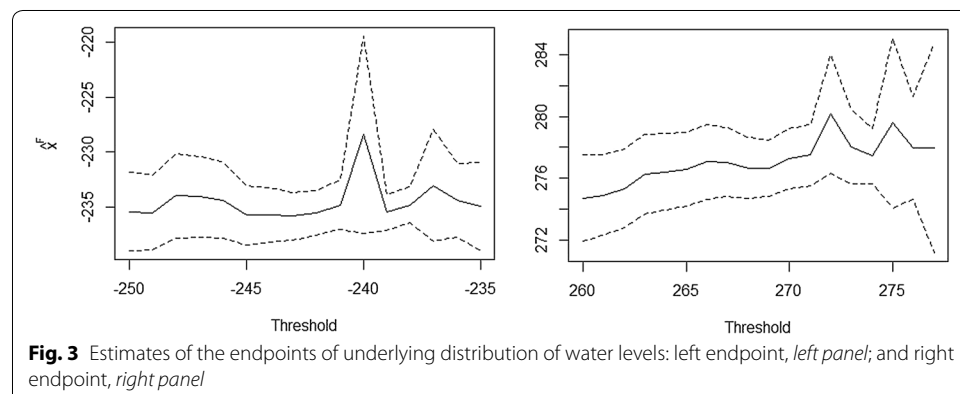 -220
-225
-230
-235
x̂F
-250 -245 -240 -235
Threshold
284
280
276
272
260 265 270 275
Threshold
Fig. 3 Estimates of the endpoints of underlying distribution of water levels: left endpoint, left panel; and right
endpoint, right panel